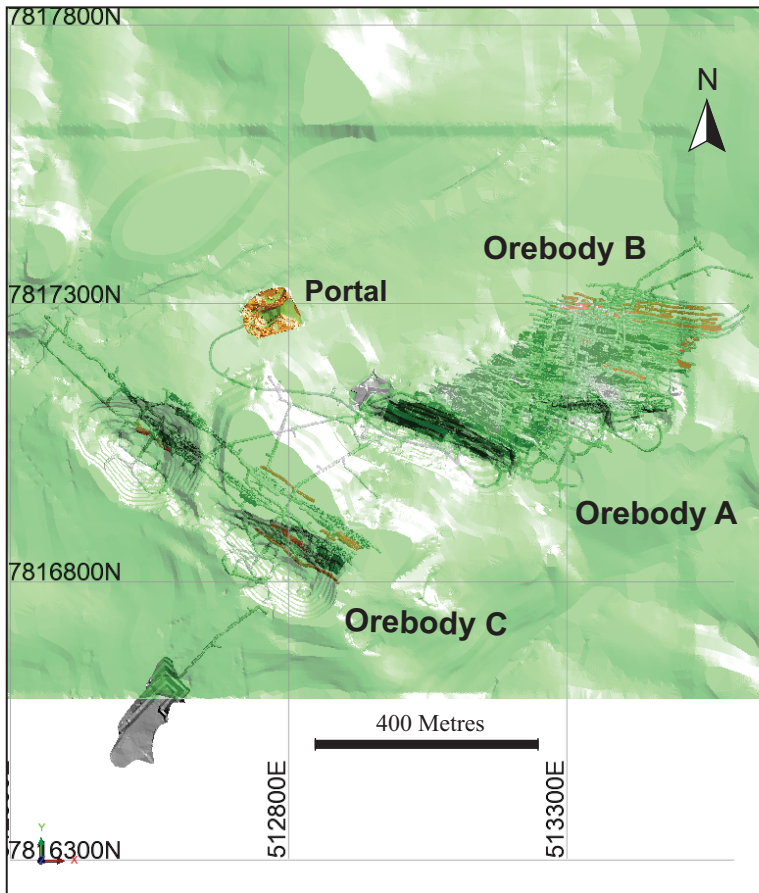 7817800N
N
Orebody B
Portal
7817300N
Orebody A
7816800N
Orebody C
400 Metres
512800E
513300E
7816300N
Y
X